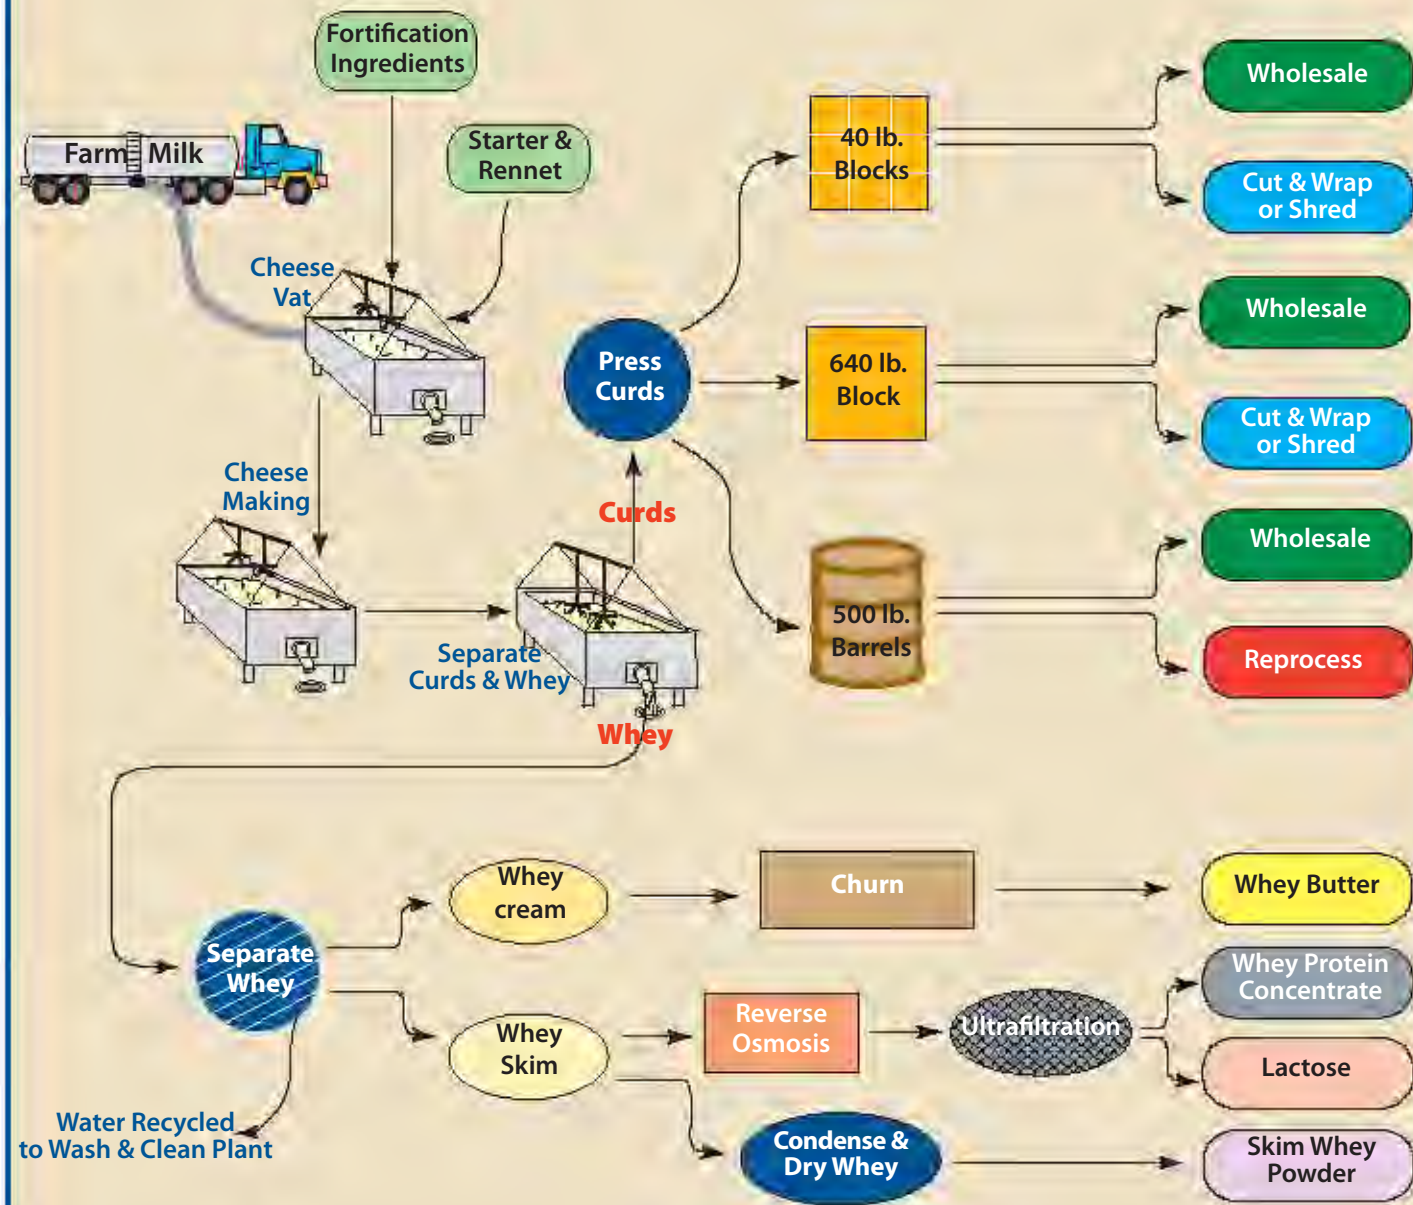 Fortification
Ingredients
Farm Milk
Starter &
Rennet
Cheese
Vat
Cheese
Making
Separate
Curds & Whey
Curds
Whey
Press
Curds
40 lb.
Blocks
Wholesale
Cut & Wrap
or Shred
640 lb.
Block
Wholesale
Cut & Wrap
or Shred
500 lb.
Barrels
Wholesale
Reprocess
Separate
Whey
Water Recycled
to Wash & Clean Plant
Whey
cream
Churn
Whey Butter
Whey
Skim
Reverse
Osmosis
Ultrafiltration
Whey Protein
Concentrate
Lactose
Condense &
Dry Whey
Skim Whey
Powder